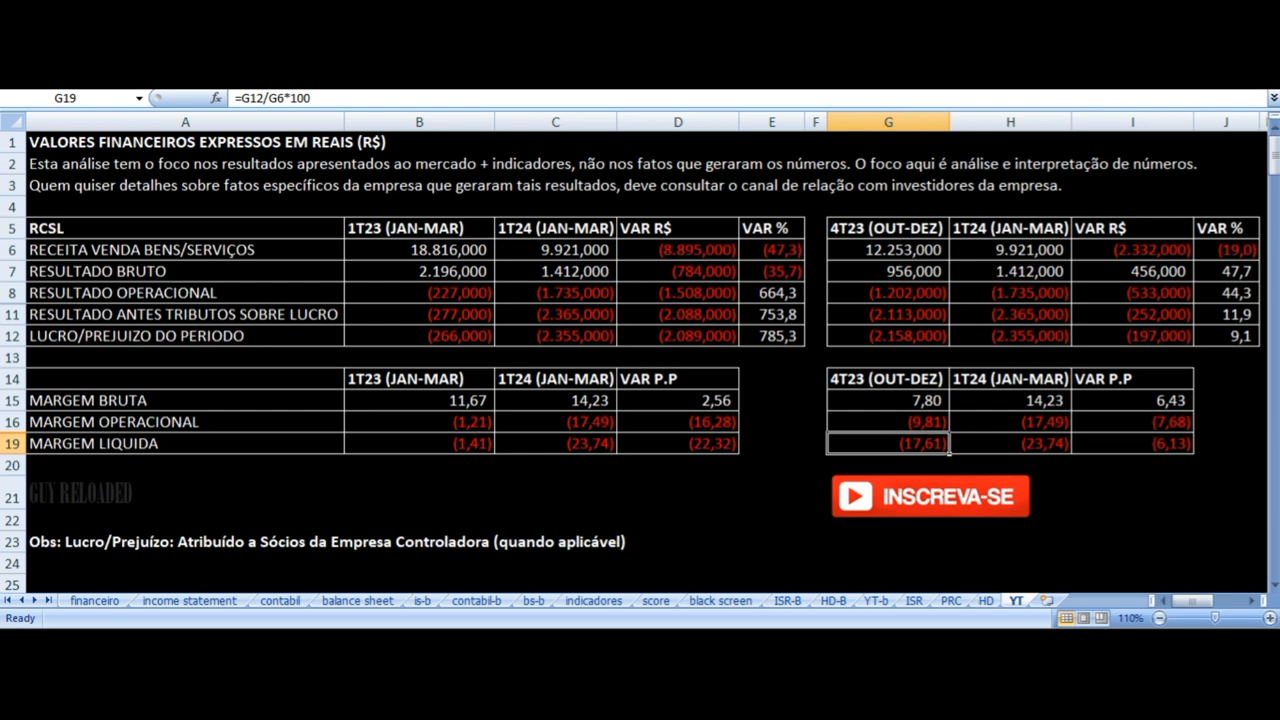 G19 fx =G12/G6*100
A B C D E F G H I J
1 VALORES FINANCEIROS EXPRESSOS EM REAIS (R$)
2 Esta análise tem o foco nos resultados apresentados ao mercado + indicadores, não nos fatos que geraram os números. O foco aqui é análise e interpretação de números.
3 Quem quiser detalhes sobre fatos específicos da empresa que geraram tais resultados, deve consultar o canal de relação com investidores da empresa.
4
5 RCSL 1T23 (JAN-MAR) 1T24 (JAN-MAR) VAR R$ VAR % 4T23 (OUT-DEZ) 1T24 (JAN-MAR) VAR R$ VAR %
6 RECEITA VENDA BENS/SERVIÇOS 18.816,000 9.921,000 (8.895,000) (47,3) 12.253,000 9.921,000 (2.332,000) (19,0)
7 RESULTADO BRUTO 2.196,000 1.412,000 (784,000) (35,7) 956,000 1.412,000 456,000 47,7
8 RESULTADO OPERACIONAL (227,000) (1.735,000) (1.508,000) 664,3 (1.202,000) (1.735,000) (533,000) 44,3
11 RESULTADO ANTES TRIBUTOS SOBRE LUCRO (277,000) (2.365,000) (2.088,000) 753,8 (2.113,000) (2.365,000) (252,000) 11,9
12 LUCRO/PREJUIZO DO PERIODO (266,000) (2.355,000) (2.089,000) 785,3 (2.158,000) (2.355,000) (197,000) 9,1
13
14 1T23 (JAN-MAR) 1T24 (JAN-MAR) VAR P.P 4T23 (OUT-DEZ) 1T24 (JAN-MAR) VAR P.P
15 MARGEM BRUTA 11,67 14,23 2,56 7,80 14,23 6,43
16 MARGEM OPERACIONAL (1,21) (17,49) (16,28) (9,81) (17,49) (7,68)
19 MARGEM LIQUIDA (1,41) (23,74) (22,32) (17,61) (23,74) (6,13)
20
21 GUY RELOADED INSCREVA-SE
22
23 Obs: Lucro/Prejuízo: Atribuído a Sócios da Empresa Controladora (quando aplicável)
24
25
financeiro income statement contabil balance sheet is-b contabil-b bs-b indicadores score black screen ISR-B HD-B YT-b ISR PRC HD YT
Ready 110%